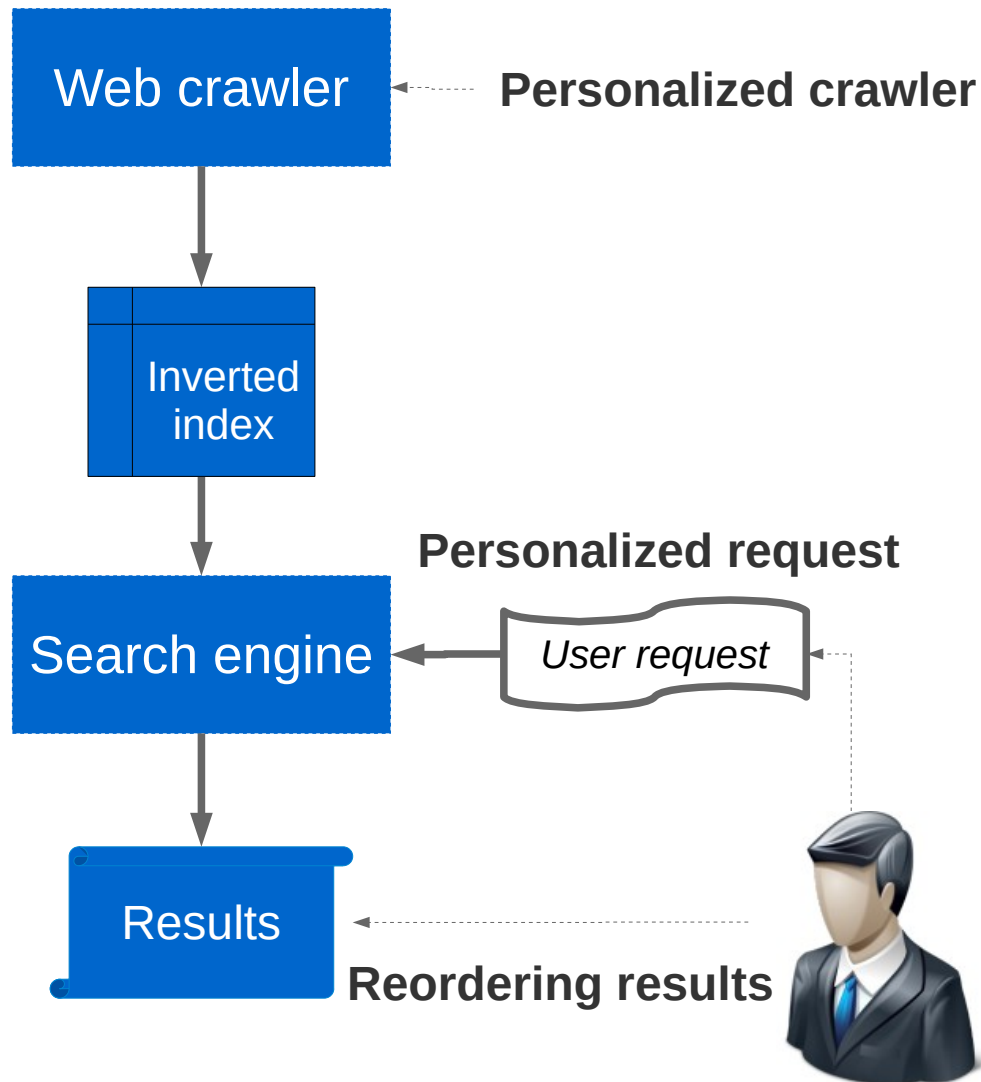 Web crawler
Personalized crawler
Inverted
index
Personalized request
Search engine
User request
Results
Reordering results